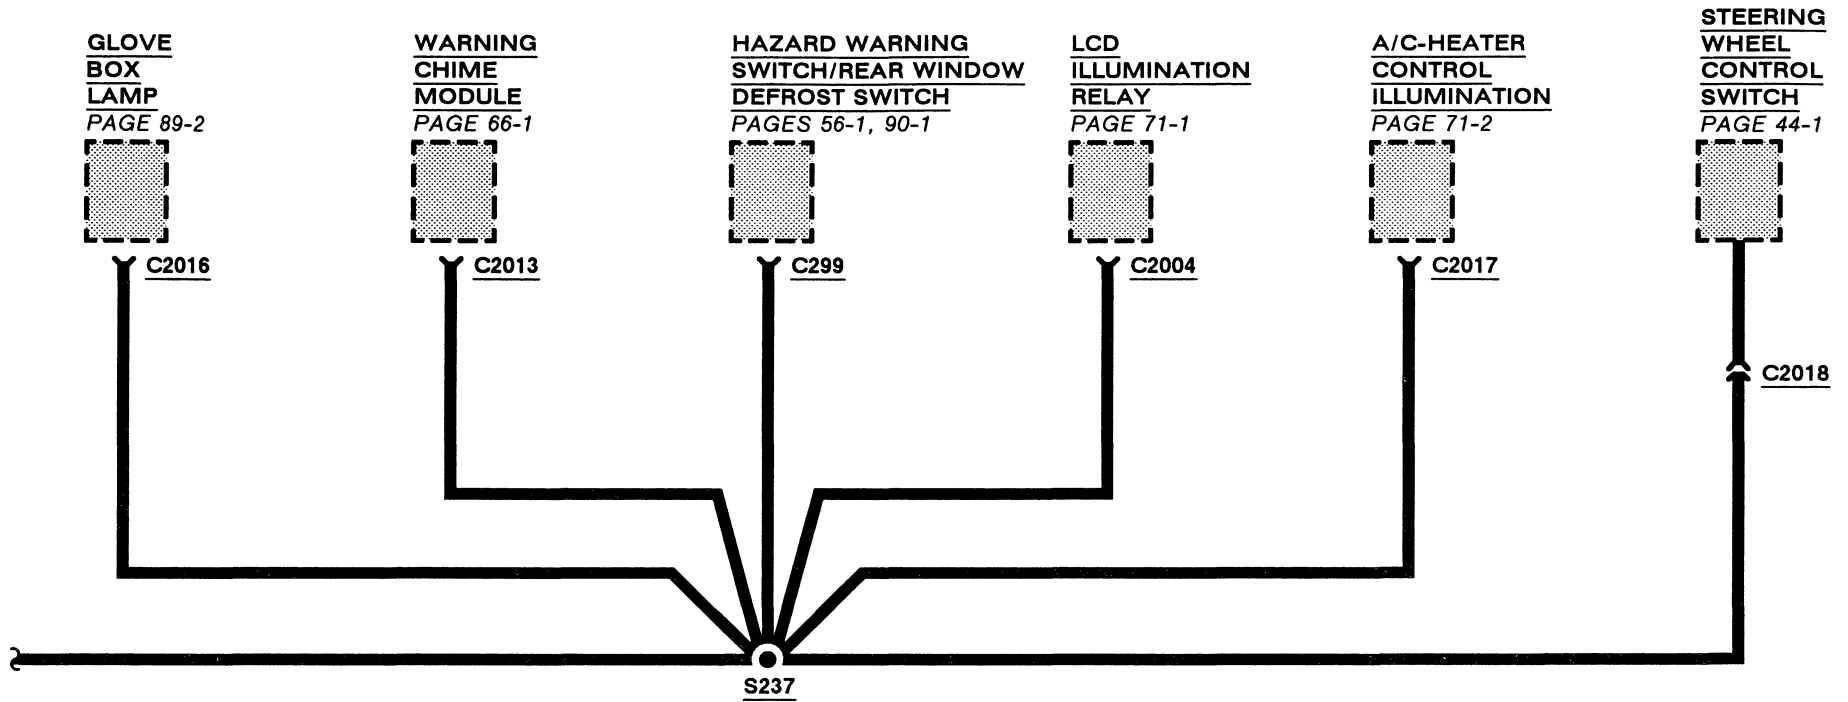 GLOVE
BOX
LAMP
PAGE 89-2
WARNING
CHIME
MODULE
PAGE 66-1
HAZARD WARNING
SWITCH/REAR WINDOW
DEFROST SWITCH
PAGES 56-1, 90-1
LCD
ILLUMINATION
RELAY
PAGE 71-1
A/C-HEATER
CONTROL
ILLUMINATION
PAGE 71-2
STEERING
WHEEL
CONTROL
SWITCH
PAGE 44-1
C2016
C2013
C299
C2004
C2017
C2018
S237